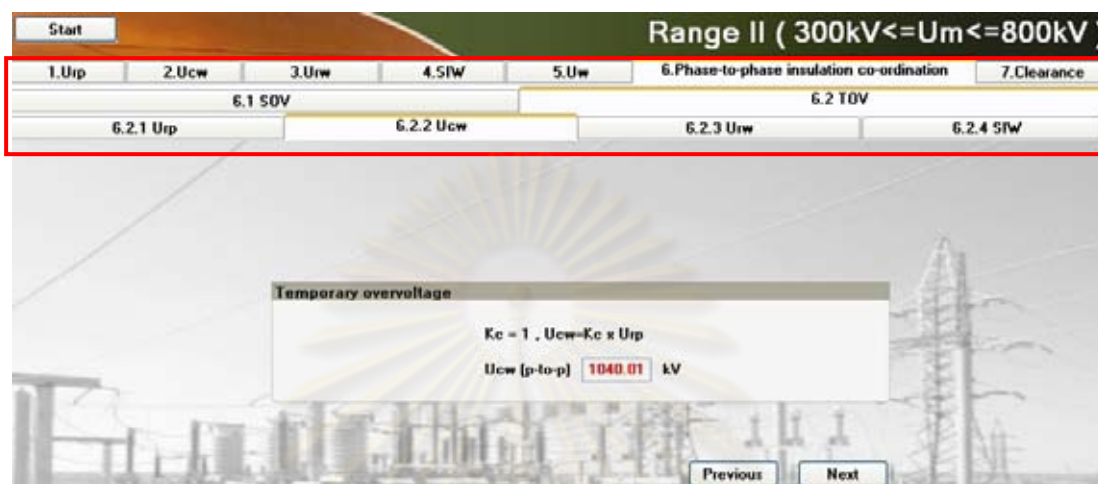 Start Range II ( 300kV<=Um<=800kV )
1.Urp 2.Ucw 3.Urw 4.SIW 5.Uw 6.Phase-to-phase insulation co-ordination 7.Clearance
6.1 SOV 6.2 TOV
6.2.1 Urp 6.2.2 Ucw 6.2.3 Urw 6.2.4 SIW
Temporary overvoltage
Kc = 1 , Ucw=Kc x Urp
Ucw (p-to-p) 1040.01 kV
Previous Next